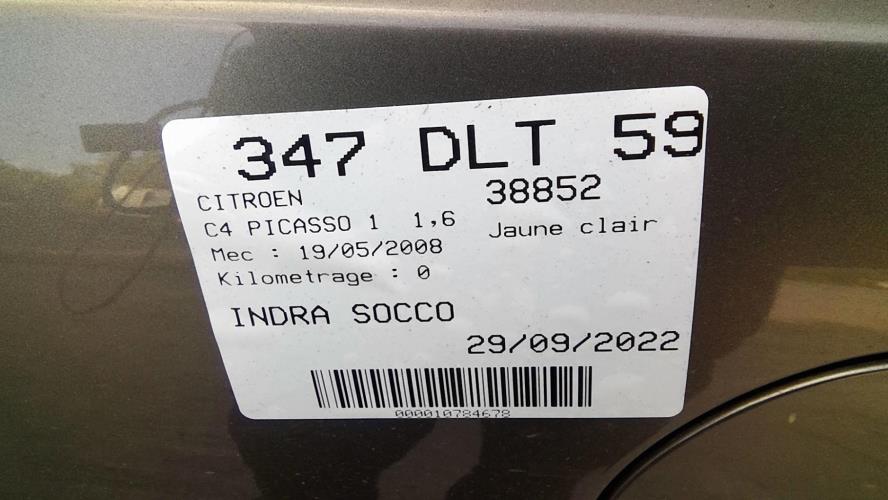 347 DLT 59
CITROEN 38852
C4 PICASSO 1 1,6 Jaune clair
Mec : 19/05/2008
Kilometrage : 0
INDRA SOCCO
29/09/2022
000010784678